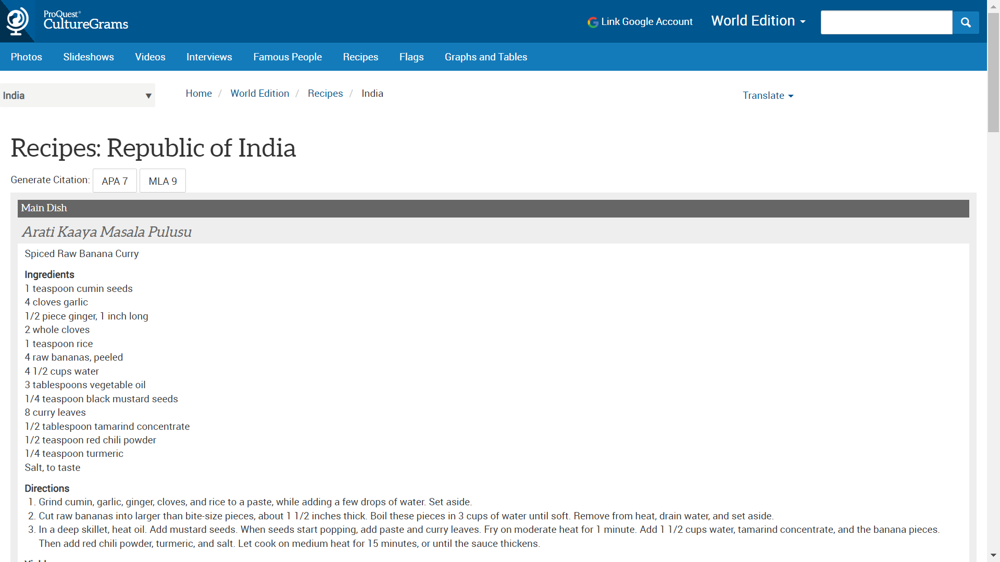 ProQuest®
CultureGrams
Link Google Account
World Edition
Photos
Slideshows
Videos
Interviews
Famous People
Recipes
Flags
Graphs and Tables
India
Home / World Edition / Recipes / India
Translate
Recipes: Republic of India
Generate Citation: APA 7 MLA 9
Main Dish
Arati Kaaya Masala Pulusu
Spiced Raw Banana Curry
Ingredients
1 teaspoon cumin seeds
4 cloves garlic
1/2 piece ginger, 1 inch long
2 whole cloves
1 teaspoon rice
4 raw bananas, peeled
4 1/2 cups water
3 tablespoons vegetable oil
1/4 teaspoon black mustard seeds
8 curry leaves
1/2 tablespoon tamarind concentrate
1/2 teaspoon red chili powder
1/4 teaspoon turmeric
Salt, to taste
Directions
1. Grind cumin, garlic, ginger, cloves, and rice to a paste, while adding a few drops of water. Set aside.
2. Cut raw bananas into larger than bite-size pieces, about 1 1/2 inches thick. Boil these pieces in 3 cups of water until soft. Remove from heat, drain water, and set aside.
3. In a deep skillet, heat oil. Add mustard seeds. When seeds start popping, add paste and curry leaves. Fry on moderate heat for 1 minute. Add 1 1/2 cups water, tamarind concentrate, and the banana pieces.
Then add red chili powder, turmeric, and salt. Let cook on medium heat for 15 minutes, or until the sauce thickens.